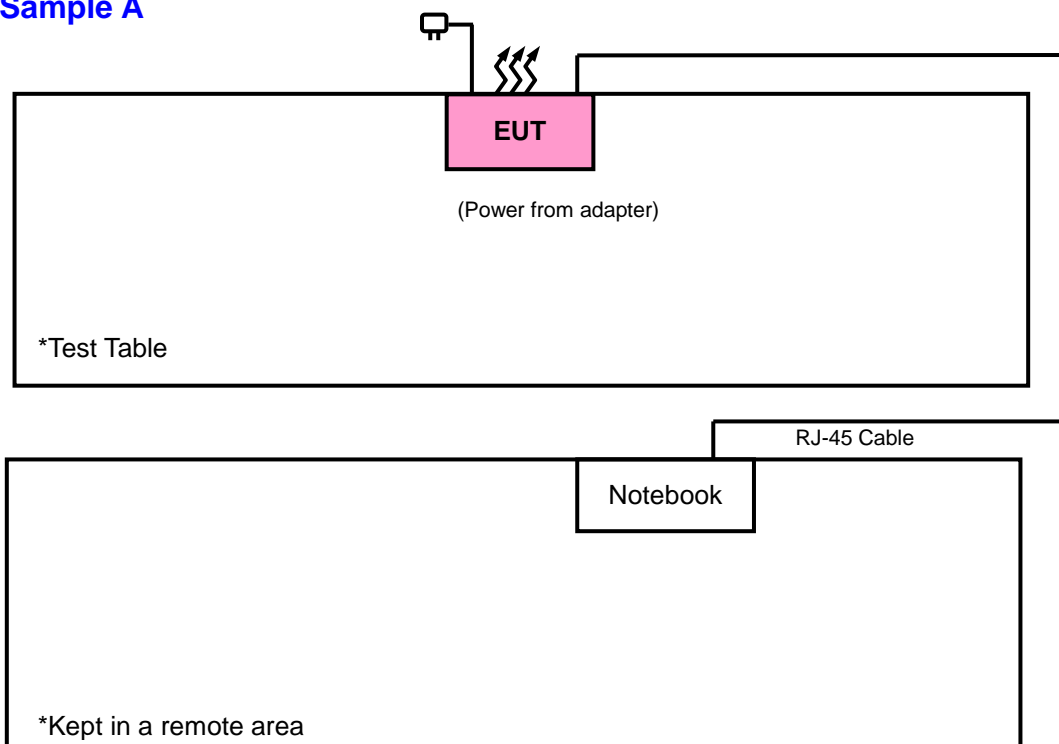 Sample A
EUT
(Power from adapter)
*Test Table
RJ-45 Cable
Notebook
*Kept in a remote area